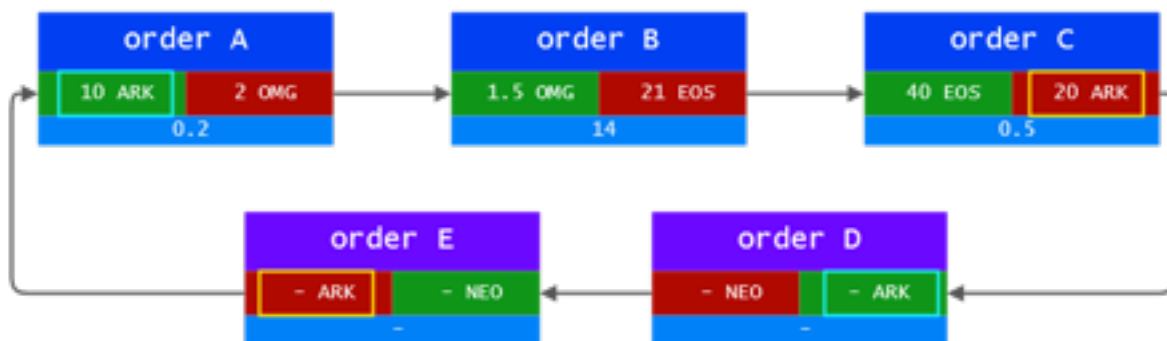 order A
10 ARK 2 OMG
0.2
order B
1.5 OMG 21 EOS
14
order C
40 EOS 20 ARK
0.5
order E
- ARK - NEO
-
order D
- NEO - ARK
-